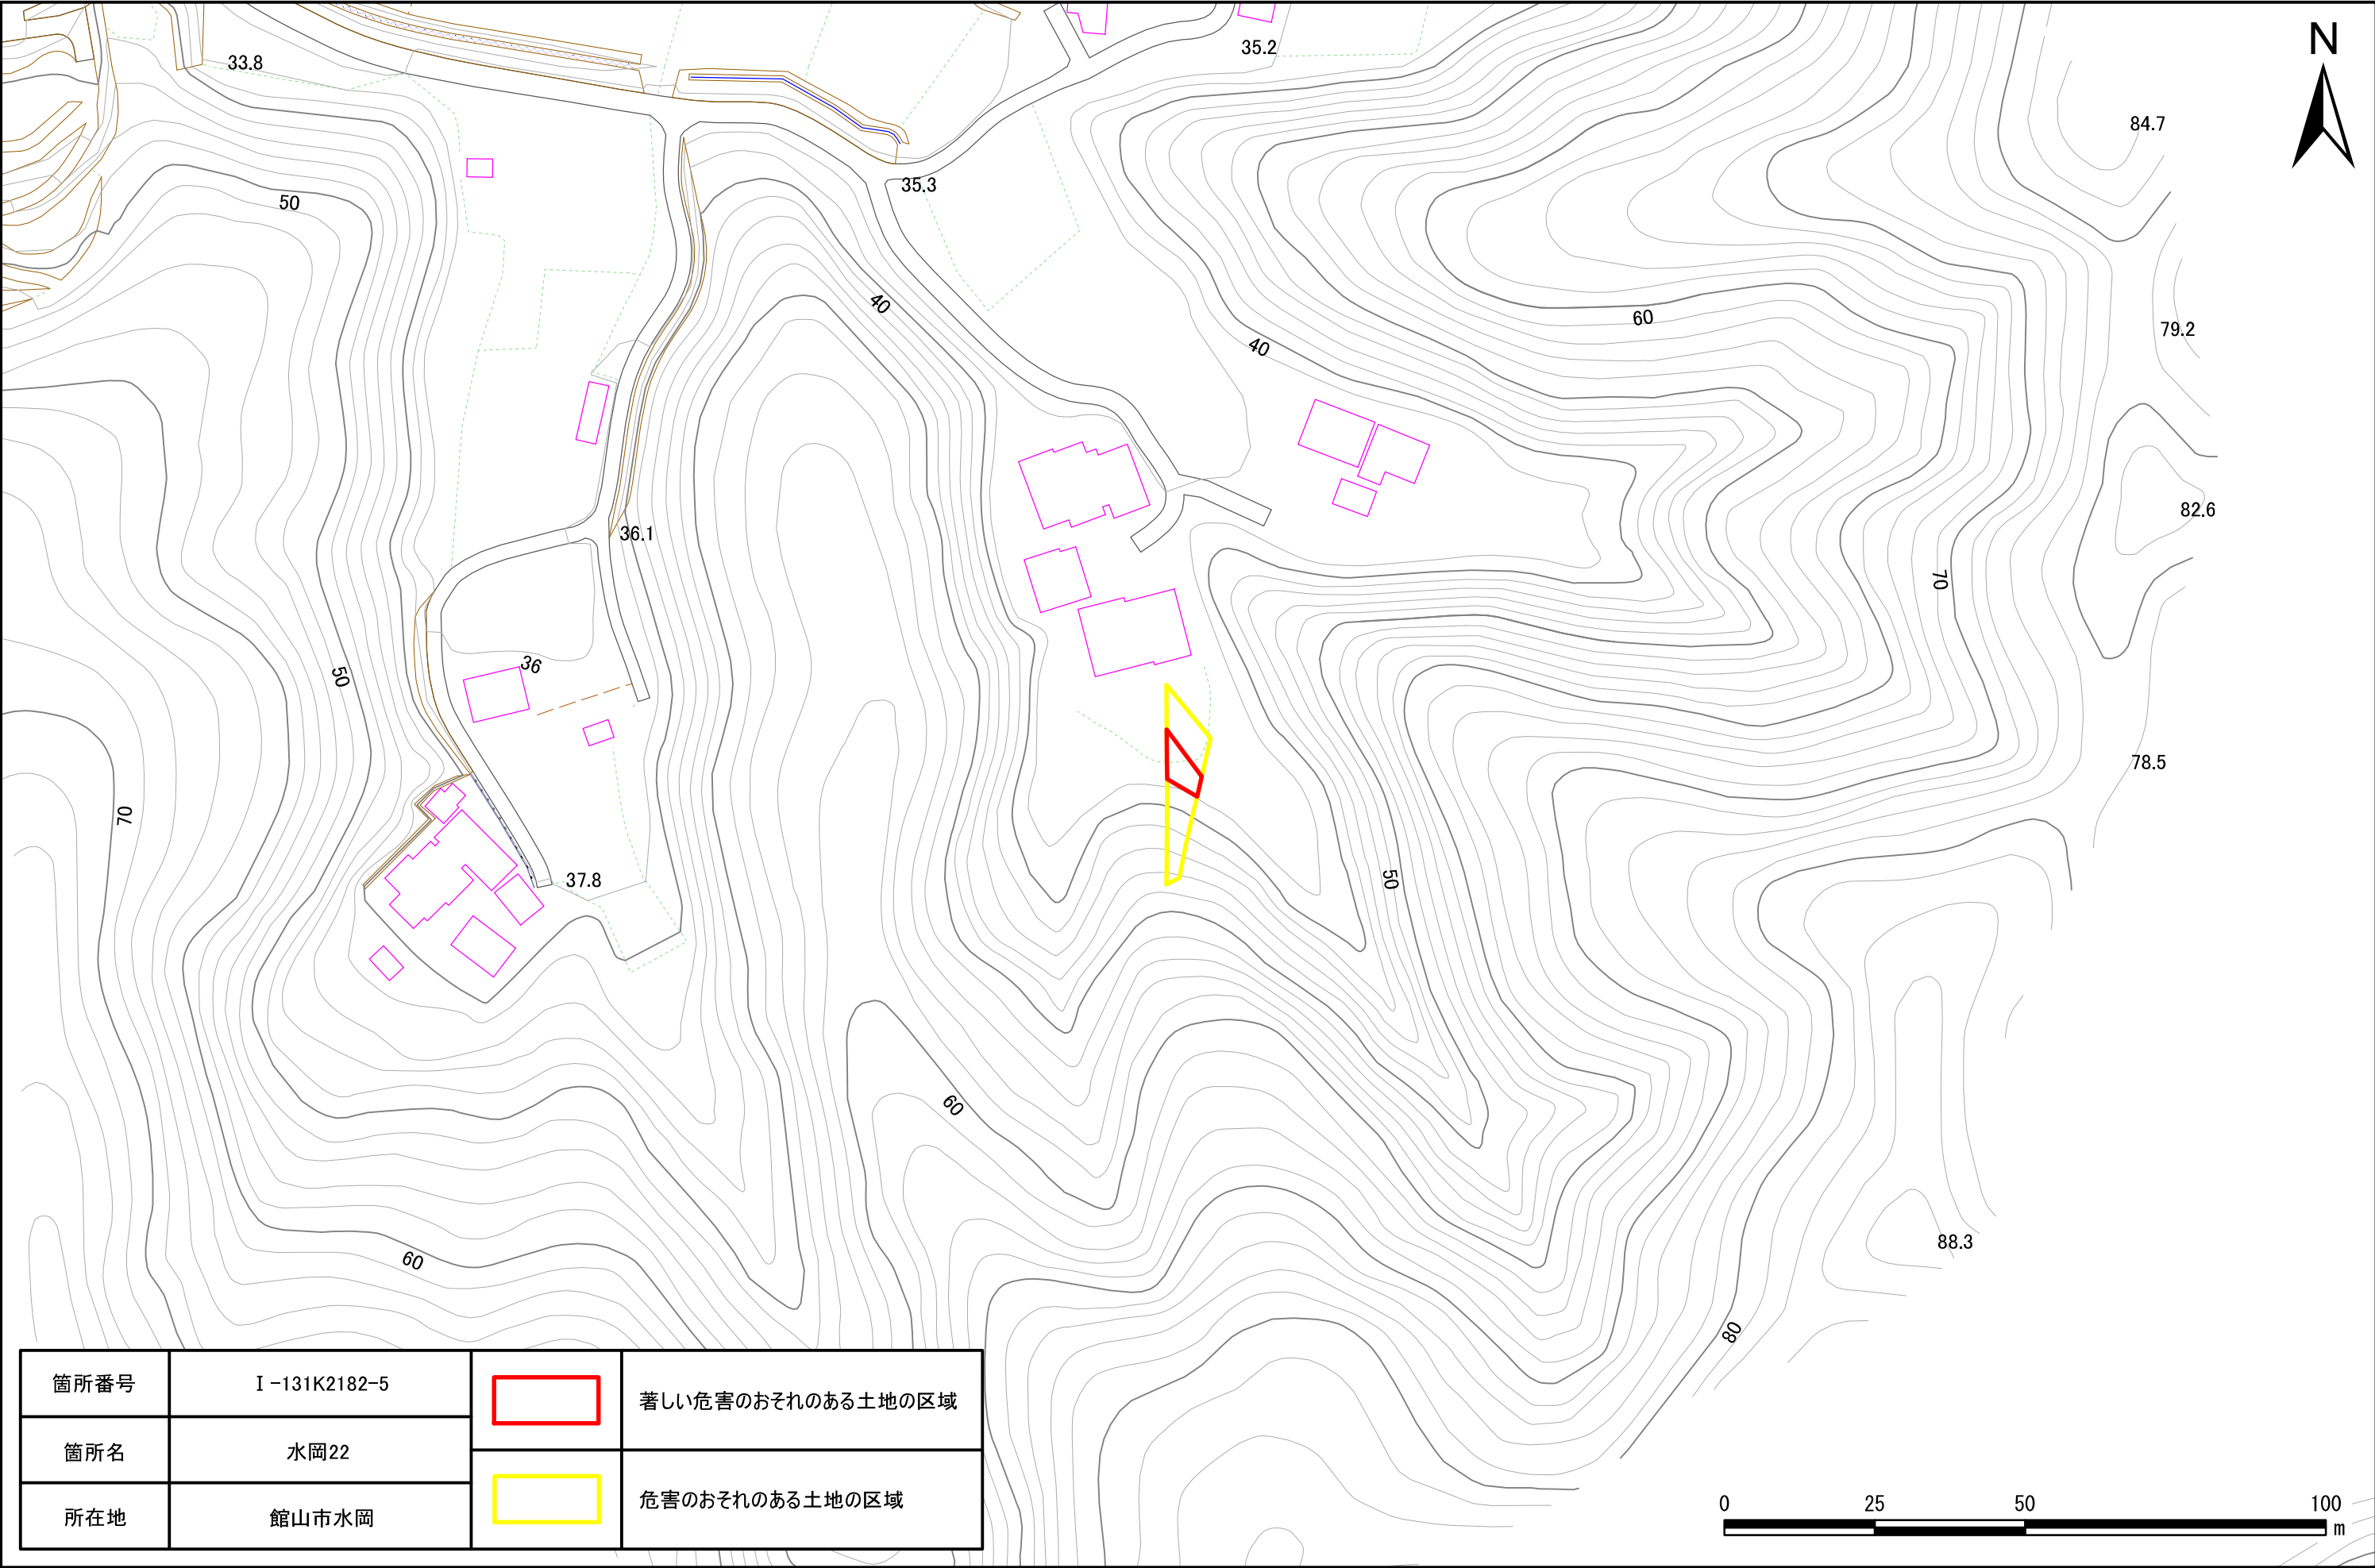 N
33.8
35.2
84.7
50
35.3
40
60
40
79.2
82.6
36.1
70
36
50
78.5
70
37.8
50
60
60
88.3
80
箇所番号
Ⅰ-131K2182-5
著しい危害のおそれのある土地の区域
箇所名
水岡22
危害のおそれのある土地の区域
所在地
館山市水岡
0 25 50 100
m